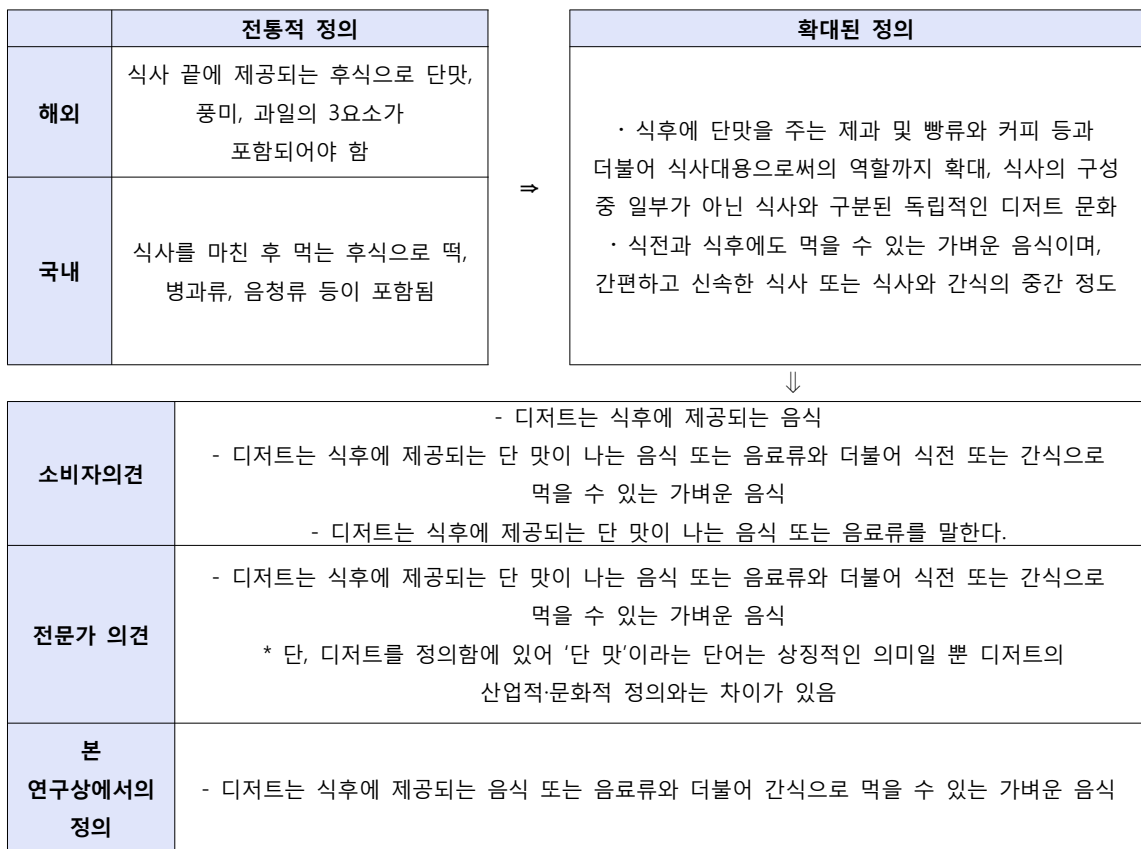 전통적 정의
확대된 정의
해외
식사 끝에 제공되는 후식으로 단맛,
풍미, 과일의 3요소가
포함되어야 함
국내
식사를 마친 후 먹는 후식으로 떡,
병과류, 음청류 등이 포함됨
⇒
· 식후에 단맛을 주는 제과 및 빵류와 커피 등과
더불어 식사대용으로써의 역할까지 확대, 식사의 구성
중 일부가 아닌 식사와 구분된 독립적인 디저트 문화
· 식전과 식후에도 먹을 수 있는 가벼운 음식이며,
간편하고 신속한 식사 또는 식사와 간식의 중간 정도
⇓
소비자의견
- 디저트는 식후에 제공되는 음식
- 디저트는 식후에 제공되는 단 맛이 나는 음식 또는 음료류와 더불어 식전 또는 간식으로
먹을 수 있는 가벼운 음식
- 디저트는 식후에 제공되는 단 맛이 나는 음식 또는 음료류를 말한다.
전문가 의견
- 디저트는 식후에 제공되는 단 맛이 나는 음식 또는 음료류와 더불어 식전 또는 간식으로
먹을 수 있는 가벼운 음식
* 단, 디저트를 정의함에 있어 '단 맛'이라는 단어는 상징적인 의미일 뿐 디저트의
산업적·문화적 정의와는 차이가 있음
본
연구상에서의
정의
- 디저트는 식후에 제공되는 음식 또는 음료류와 더불어 간식으로 먹을 수 있는 가벼운 음식